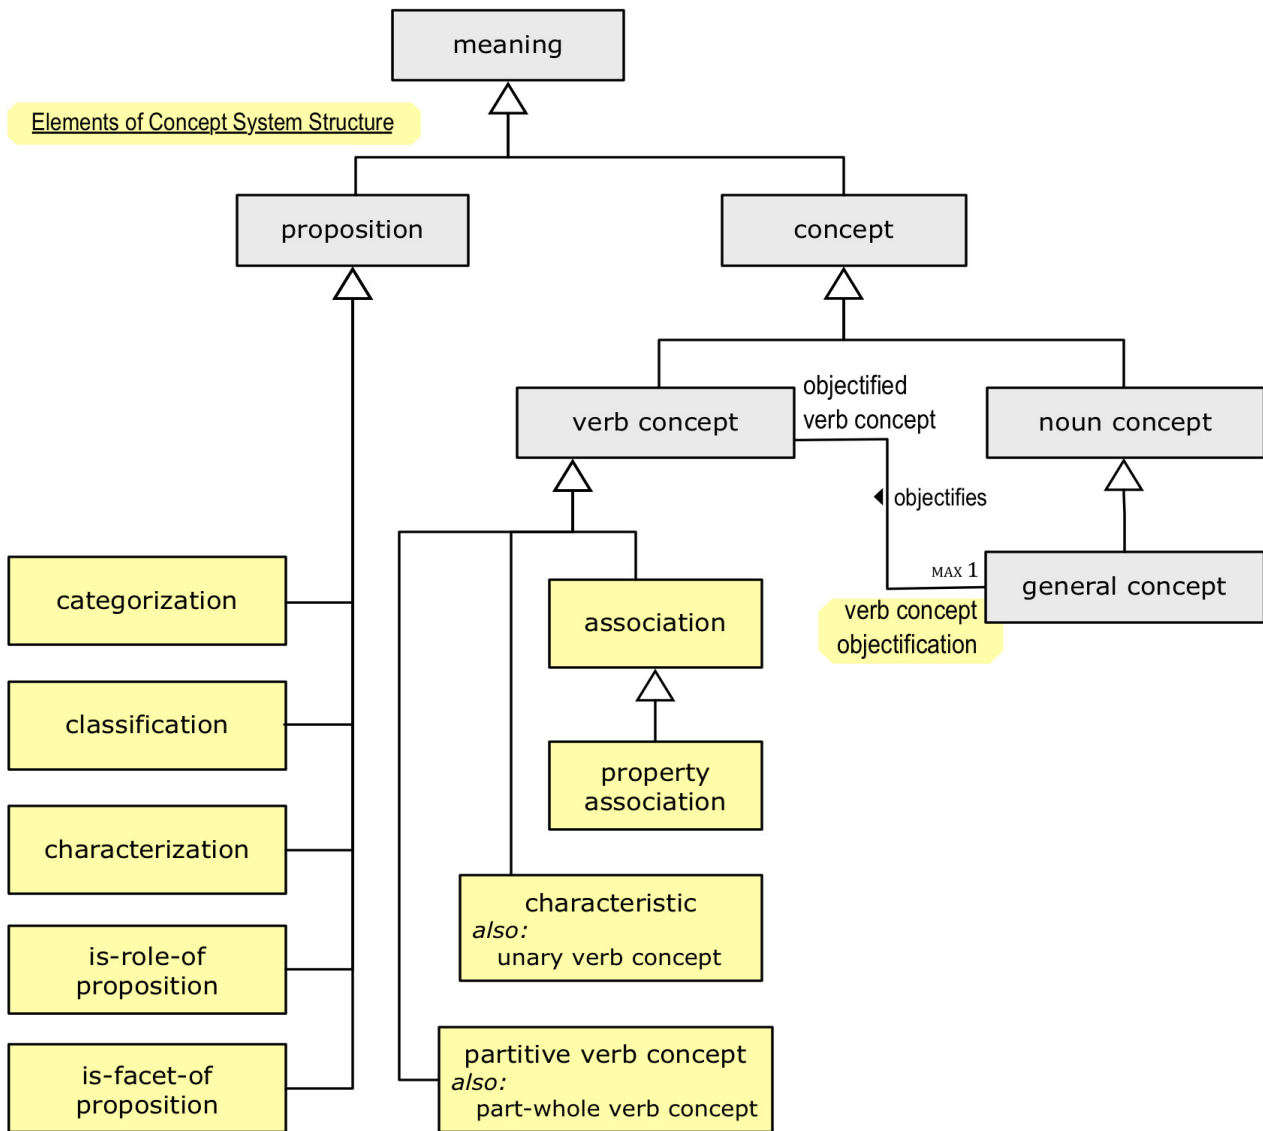 meaning
Elements of Concept System Structure
proposition
concept
verb concept
objectified
verb concept
noun concept
objectifies
MAX 1
general concept
verb concept
objectification
categorization
association
classification
property
association
characterization
characteristic
also:
unary verb concept
is-role-of
proposition
partitive verb concept
also:
part-whole verb concept
is-facet-of
proposition